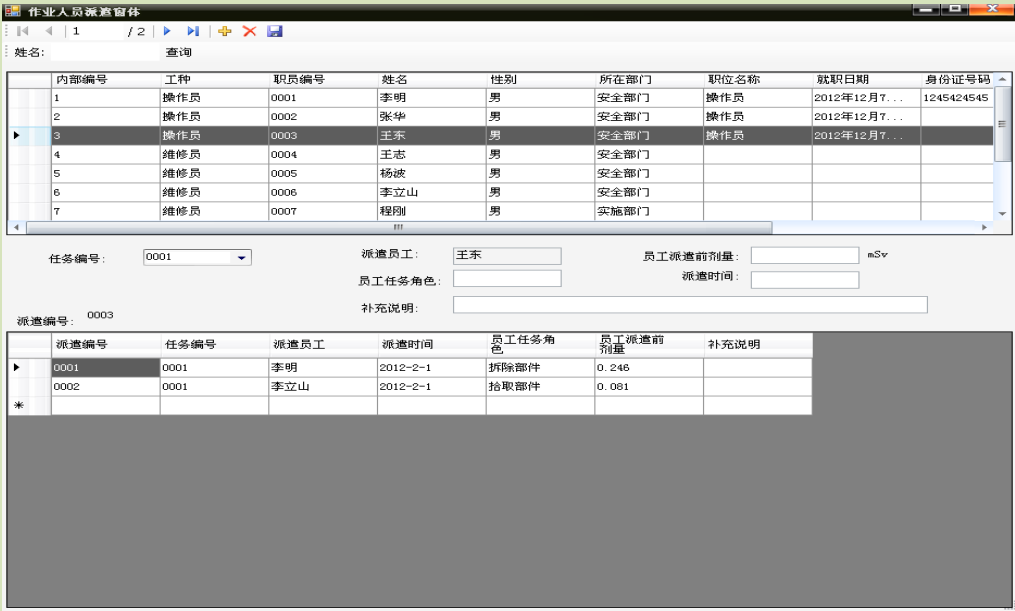 作业人员派遣窗体
1 / 2
姓名: 查询
内部编号 工种 职员编号 姓名 性别 所在部门 职位名称 就职日期 身份证号码
1 操作员 0001 李明 男 安全部门 操作员 2012年12月7... 1245424545
2 操作员 0002 张华 男 安全部门 操作员 2012年12月7...
3 操作员 0003 王东 男 安全部门 操作员 2012年12月7...
4 维修员 0004 王志 男 安全部门
5 维修员 0005 杨波 男 安全部门
6 维修员 0006 李立山 男 安全部门
7 维修员 0007 程刚 男 实施部门
任务编号: 0001 派遣员工: 王东 员工派遣前剂量: mSv
员工任务角色: 派遣时间:
补充说明:
派遣编号: 0003
派遣编号 任务编号 派遣员工 派遣时间 员工任务角色 员工派遣前剂量 补充说明
0001 0001 李明 2012-2-1 拆除部件 0.246
0002 0001 李立山 2012-2-1 拾取部件 0.081